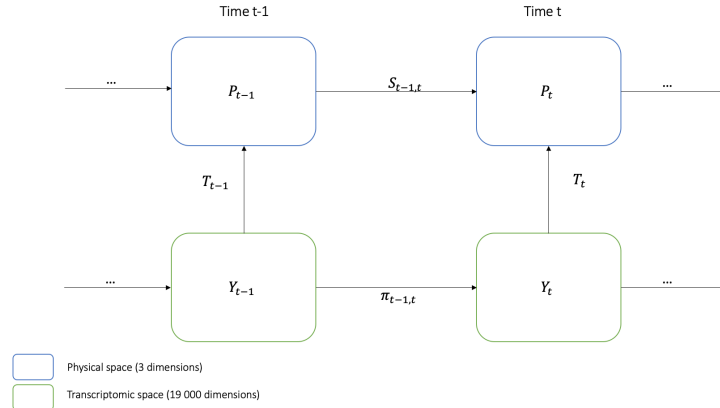 Time t-1 Time t
... P_{t-1} S_{t-1,t} P_t ...
T_{t-1} T_t
... Y_{t-1} π_{t-1,t} Y_t ...
Physical space (3 dimensions)
Transcriptomic space (19 000 dimensions)